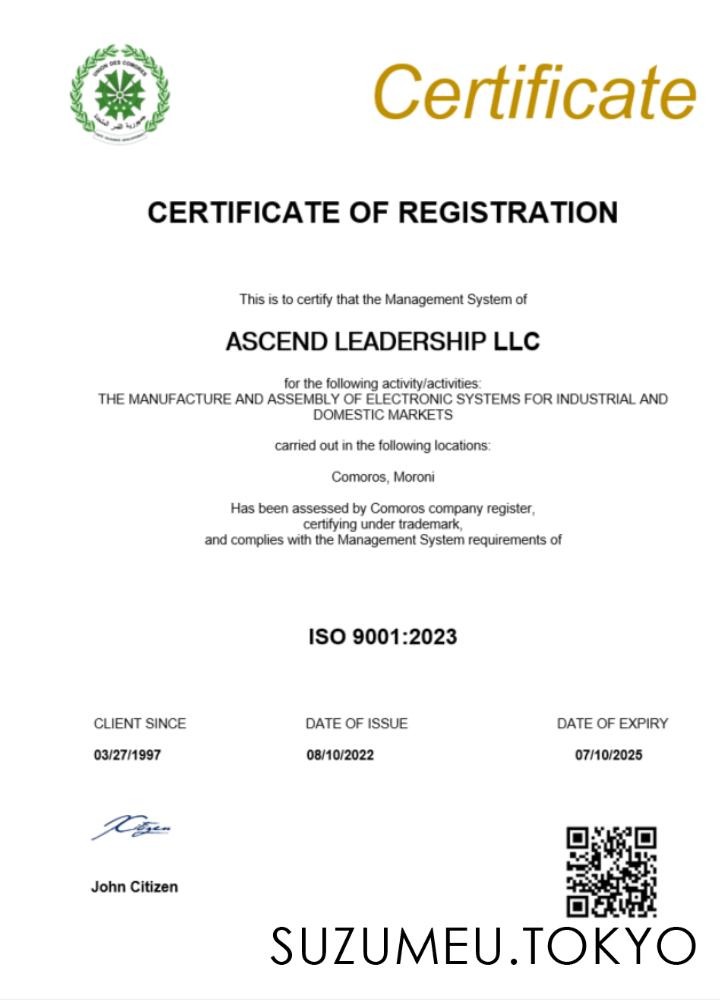 UNION DES COMORES
Certificate
CERTIFICATE OF REGISTRATION
This is to certify that the Management System of
ASCEND LEADERSHIP LLC
for the following activity/activities:
THE MANUFACTURE AND ASSEMBLY OF ELECTRONIC SYSTEMS FOR INDUSTRIAL AND
DOMESTIC MARKETS
carried out in the following locations:
Comoros, Moroni
Has been assessed by Comoros company register,
certifying under trademark,
and complies with the Management System requirements of
ISO 9001:2023
CLIENT SINCE DATE OF ISSUE DATE OF EXPIRY
03/27/1997 08/10/2022 07/10/2025
John Citizen
SUZUMEU.TOKYO